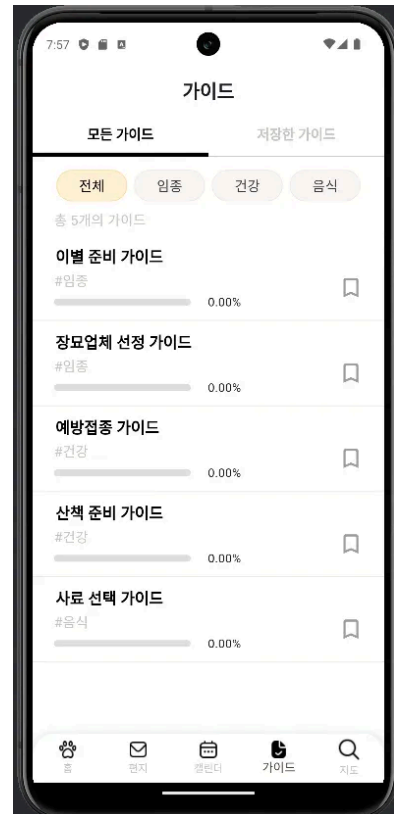 7:57
가이드
모든 가이드 저장한 가이드
전체 임종 건강 음식
총 5개의 가이드
이별 준비 가이드
#임종
0.00%
장묘업체 선정 가이드
#임종
0.00%
예방접종 가이드
#건강
0.00%
산책 준비 가이드
#건강
0.00%
사료 선택 가이드
#음식
0.00%
홈 편지 캘린더 가이드 지도